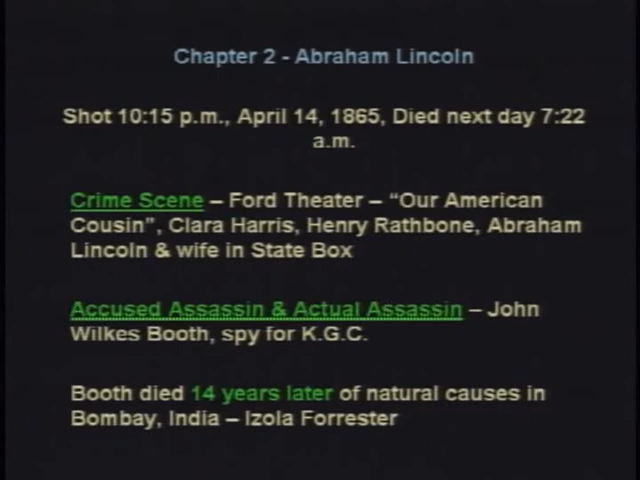 Chapter 2 - Abraham Lincoln
Shot 10:15 p.m., April 14, 1865, Died next day 7:22
a.m.
Crime Scene – Ford Theater – “Our American
Cousin”, Clara Harris, Henry Rathbone, Abraham
Lincoln & wife in State Box
Accused Assassin & Actual Assassin – John
Wilkes Booth, spy for K.G.C.
Booth died 14 years later of natural causes in
Bombay, India – Izola Forrester